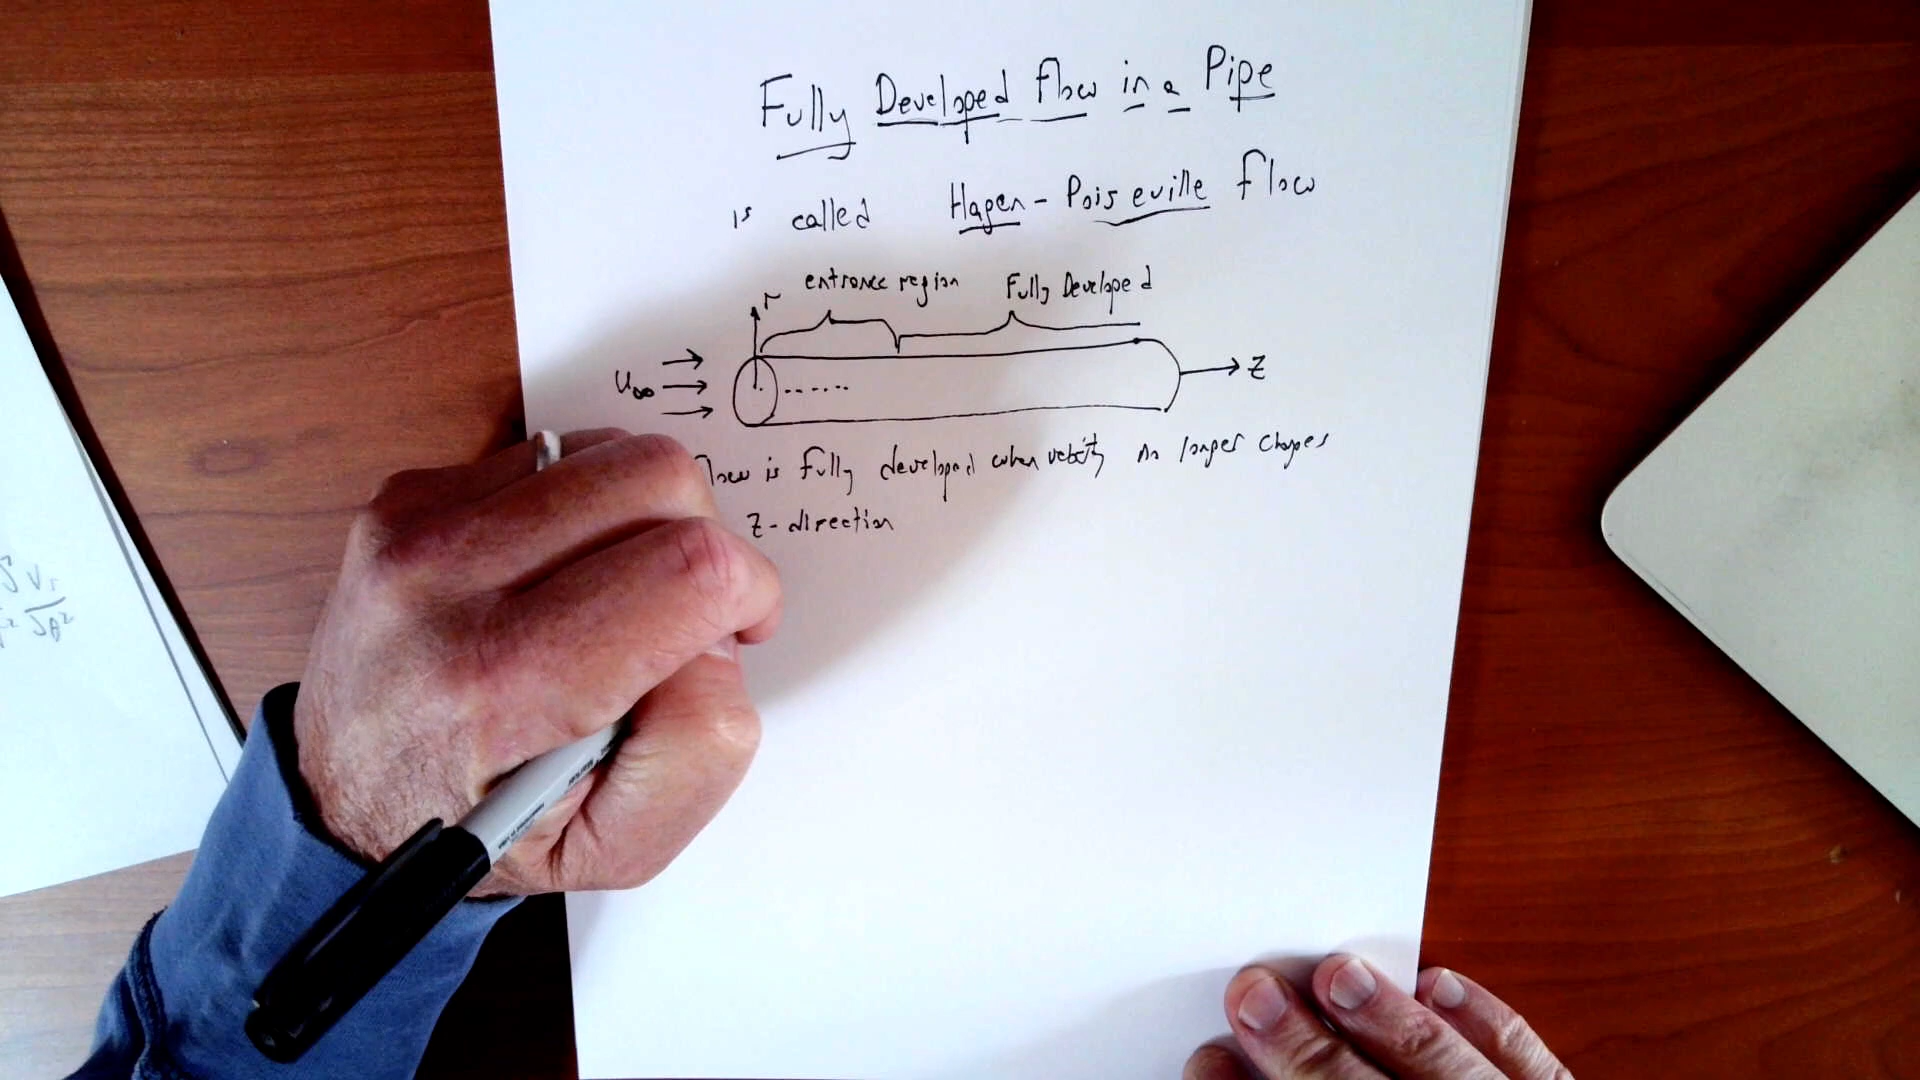 Fully Developed Flow in a Pipe
is called Hagen - Poiseville flow
entrance region Fully Developed
r
U∞
z
flow is fully developed when velocity no longer changes
z-direction